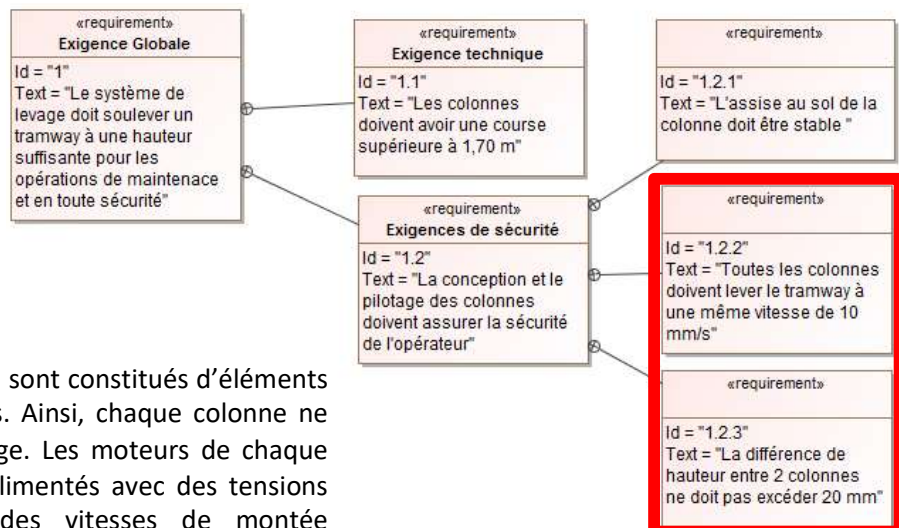 «requirement»
Exigence Globale
Id = "1"
Text = "Le système de
levage doit soulever un
tramway à une hauteur
suffisante pour les
opérations de maintenace
et en toute sécurité"
«requirement»
Exigence technique
Id = "1.1"
Text = "Les colonnes
doivent avoir une course
supérieure à 1,70 m"
«requirement»
Id = "1.2.1"
Text = "L'assise au sol de la
colonne doit être stable "
«requirement»
Exigences de sécurité
Id = "1.2"
Text = "La conception et le
pilotage des colonnes
doivent assurer la sécurité
de l'opérateur"
«requirement»
Id = "1.2.2"
Text = "Toutes les colonnes
doivent lever le tramway à
une même vitesse de 10
mm/s"
«requirement»
Id = "1.2.3"
Text = "La différence de
hauteur entre 2 colonnes
ne doit pas excéder 20 mm"
sont constitués d’éléments
s. Ainsi, chaque colonne ne
ge. Les moteurs de chaque
limentés avec des tensions
des vitesses de montée